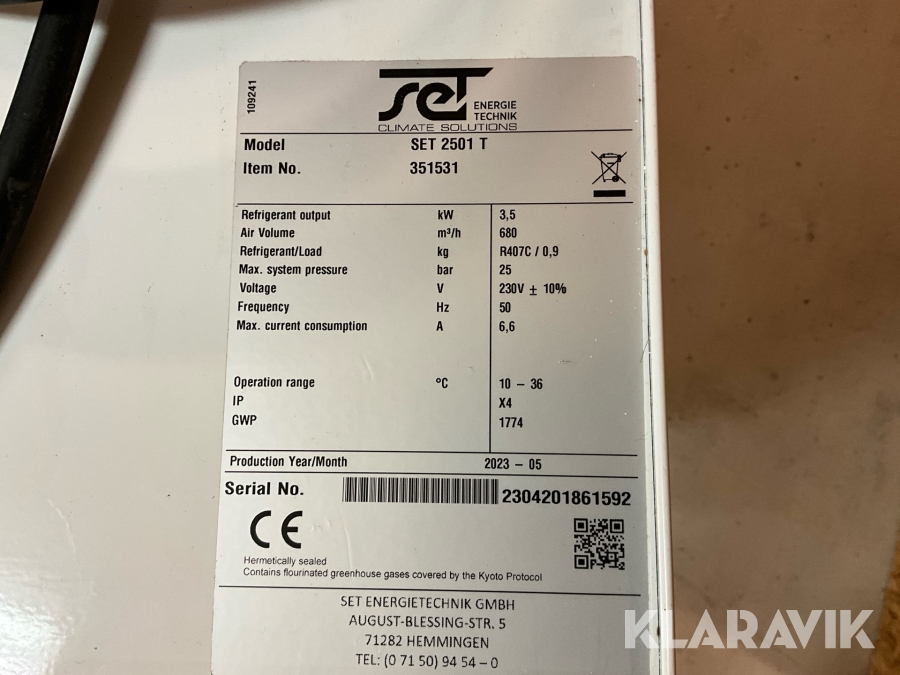 109241
SET ENERGIE TECHNIK
CLIMATE SOLUTIONS
Model SET 2501 T
Item No. 351531
Refrigerant output kW 3,5
Air Volume m³/h 680
Refrigerant/Load kg R407C / 0,9
Max. system pressure bar 25
Voltage V 230V ± 10%
Frequency Hz 50
Max. current consumption A 6,6
Operation range °C 10 – 36
IP X4
GWP 1774
Production Year/Month 2023 – 05
Serial No. 2304201861592
CE
Hermetically sealed
Contains flourinated greenhouse gases covered by the Kyoto Protocol
SET ENERGIETECHNIK GMBH
AUGUST-BLESSING-STR. 5
71282 HEMMINGEN
TEL: (0 71 50) 94 54 – 0
KLARAVIK